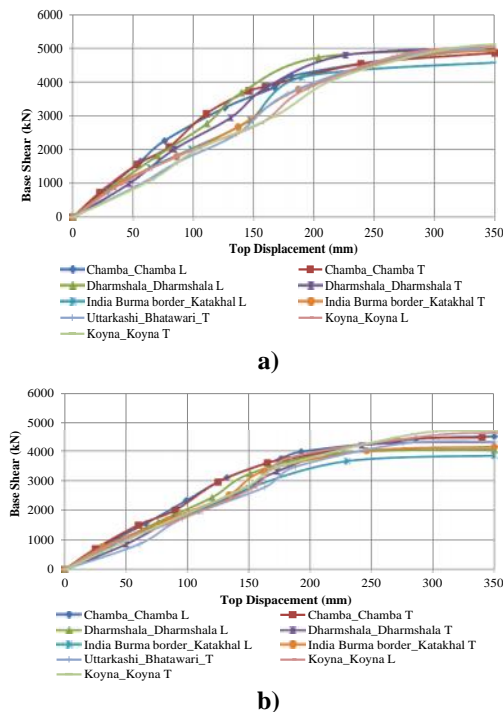 a)
6000
5000
4000
3000
2000
1000
0
Base Shear (kN)
0 50 100 150 200 250 300 350
Top Displacement (mm)
Chamba_Chamba L Chamba_Chamba T
Dharmshala_Dharmshala L Dharmshala_Dharmshala T
India Burma border_Katakhal L India Burma border_Katakhal T
Uttarkashi_Bhatawari_T Koyna_Koyna L
Koyna_Koyna T
a)
6000
5000
4000
3000
2000
1000
0
Base Shear (kN)
0 50 100 150 200 250 300 350
Top Dispacement (mm)
Chamba_Chamba L Chamba_Chamba T
Dharmshala_Dharmshala L Dharmshala_Dharmshala T
India Burma border_Katakhal L India Burma border_Katakhal T
Uttarkashi_Bhatawari_T Koyna_Koyna L
Koyna_Koyna T
b)